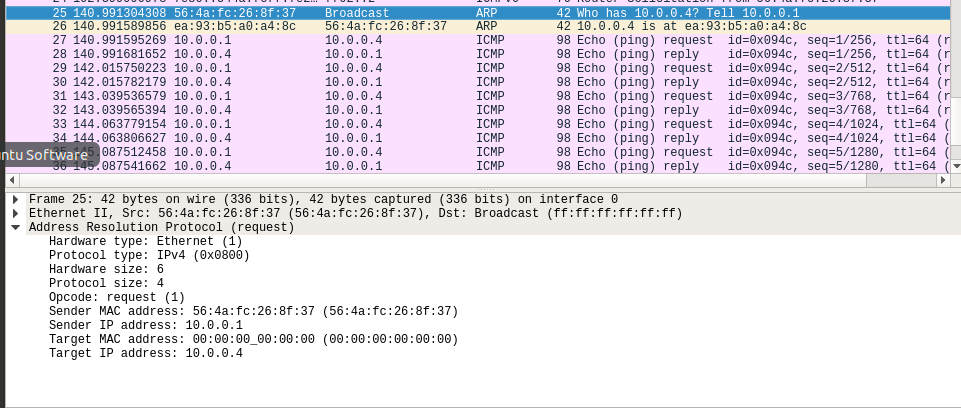 25 140.991304308 56:4a:fc:26:8f:37 Broadcast ARP 42 Who has 10.0.0.4? Tell 10.0.0.1
26 140.991589856 ea:93:b5:a0:a4:8c 56:4a:fc:26:8f:37 ARP 42 10.0.0.4 is at ea:93:b5:a0:a4:8c
27 140.991595269 10.0.0.1 10.0.0.4 ICMP 98 Echo (ping) request id=0x094c, seq=1/256, ttl=64 (r
28 140.991681652 10.0.0.4 10.0.0.1 ICMP 98 Echo (ping) reply id=0x094c, seq=1/256, ttl=64 (r
29 142.015750223 10.0.0.1 10.0.0.4 ICMP 98 Echo (ping) request id=0x094c, seq=2/512, ttl=64 (r
30 142.015782179 10.0.0.4 10.0.0.1 ICMP 98 Echo (ping) reply id=0x094c, seq=2/512, ttl=64 (r
31 143.039536579 10.0.0.1 10.0.0.4 ICMP 98 Echo (ping) request id=0x094c, seq=3/768, ttl=64 (r
32 143.039565394 10.0.0.4 10.0.0.1 ICMP 98 Echo (ping) reply id=0x094c, seq=3/768, ttl=64 (r
33 144.063779154 10.0.0.1 10.0.0.4 ICMP 98 Echo (ping) request id=0x094c, seq=4/1024, ttl=64 (
34 144.063806627 10.0.0.4 10.0.0.1 ICMP 98 Echo (ping) reply id=0x094c, seq=4/1024, ttl=64 (
35 145.087512458 10.0.0.1 10.0.0.4 ICMP 98 Echo (ping) request id=0x094c, seq=5/1280, ttl=64 (
untu Software
36 145.087541662 10.0.0.4 10.0.0.1 ICMP 98 Echo (ping) reply id=0x094c, seq=5/1280, ttl=64 (
Frame 25: 42 bytes on wire (336 bits), 42 bytes captured (336 bits) on interface 0
Ethernet II, Src: 56:4a:fc:26:8f:37 (56:4a:fc:26:8f:37), Dst: Broadcast (ff:ff:ff:ff:ff:ff)
Address Resolution Protocol (request)
Hardware type: Ethernet (1)
Protocol type: IPv4 (0x0800)
Hardware size: 6
Protocol size: 4
Opcode: request (1)
Sender MAC address: 56:4a:fc:26:8f:37 (56:4a:fc:26:8f:37)
Sender IP address: 10.0.0.1
Target MAC address: 00:00:00_00:00:00 (00:00:00:00:00:00)
Target IP address: 10.0.0.4